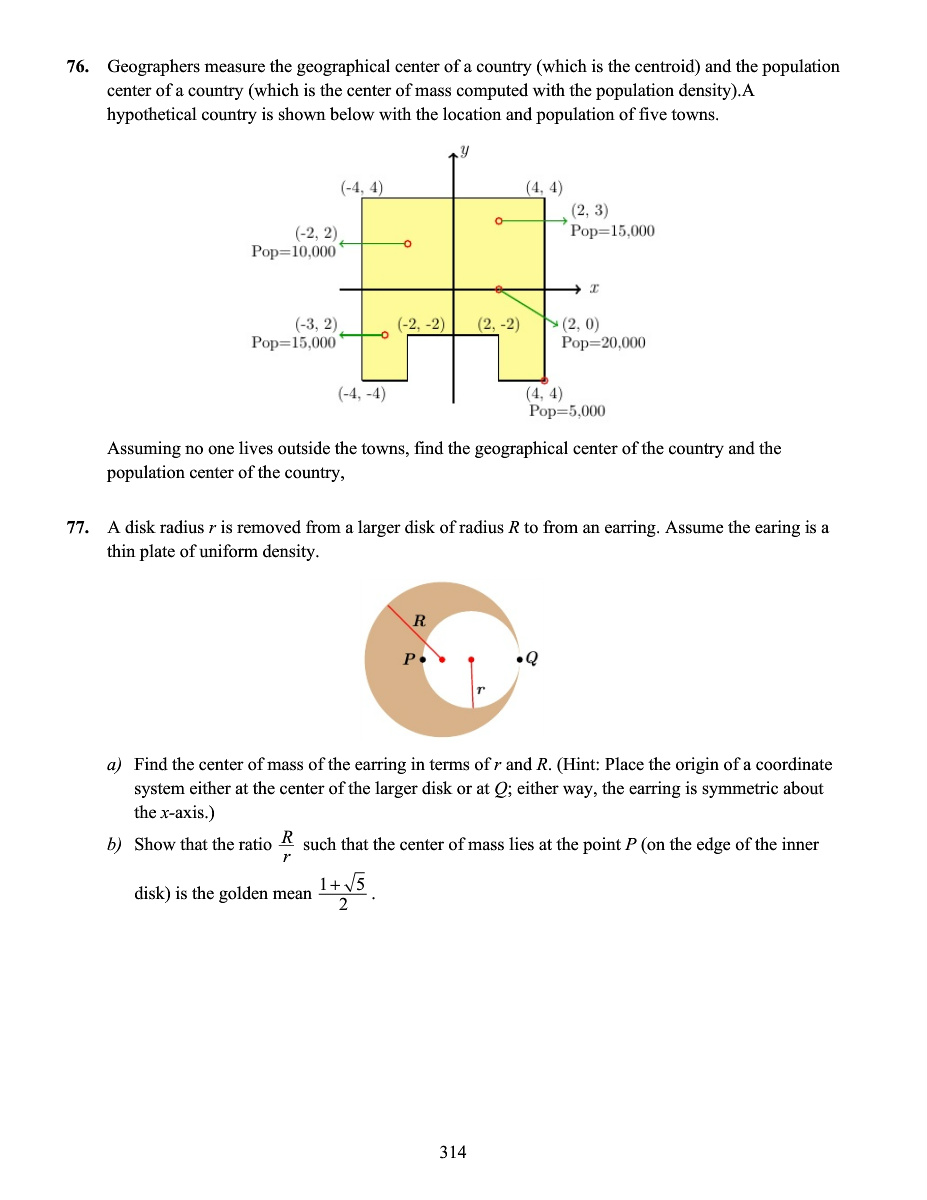 76. Geographers measure the geographical center of a country (which is the centroid) and the population
center of a country (which is the center of mass computed with the population density).A
hypothetical country is shown below with the location and population of five towns.
y
(-4, 4)
(4, 4)
(2, 3)
Pop=15,000
(-2, 2)
Pop=10,000
x
(-3, 2)
Pop=15,000
(-2, -2)
(2, -2)
(2, 0)
Pop=20,000
(-4, -4)
(4, 4)
Pop=5,000
Assuming no one lives outside the towns, find the geographical center of the country and the
population center of the country,
77. A disk radius r is removed from a larger disk of radius R to from an earring. Assume the earing is a
thin plate of uniform density.
R
P
Q
r
a) Find the center of mass of the earring in terms of r and R. (Hint: Place the origin of a coordinate
system either at the center of the larger disk or at Q; either way, the earring is symmetric about
the x-axis.)
b) Show that the ratio R/r such that the center of mass lies at the point P (on the edge of the inner
disk) is the golden mean (1+√5)/2.
314